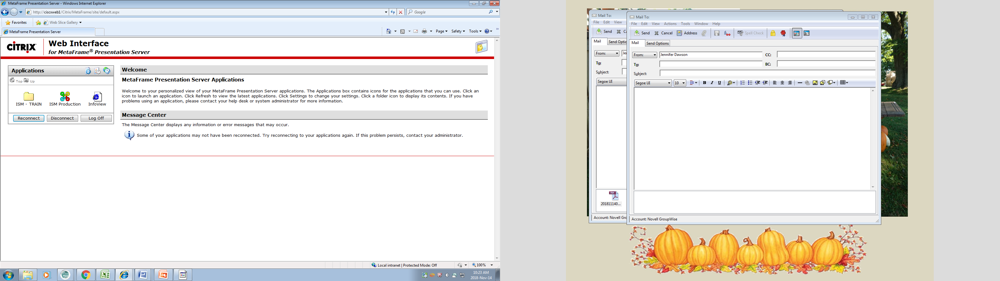 MetaFrame Presentation Server - Windows Internet Explorer
http://ciscxweb1/Citrix/MetaFrame/site/default.aspx
Google
Favorites
Web Slice Gallery
MetaFrame Presentation Server
Page
Safety
Tools
CITRIX
Web Interface
for MetaFrame® Presentation Server
Applications
Top
Up
ISM - TRAIN
ISM Production
InfoView
Reconnect
Disconnect
Log Off
Welcome
MetaFrame Presentation Server Applications
Welcome to your personalized view of your MetaFrame Presentation Server applications. The Applications box contains icons for the applications that you can use. Click an
icon to launch an application. Click Refresh to view the latest applications. Click Settings to change your settings. Click a folder icon to display its contents. If you have
problems using an application, please contact your help desk or system administrator for more information.
Message Center
The Message Center displays any information or error messages that may occur.
Some of your applications may not have been reconnected. Try reconnecting to your applications again. If this problem persists, contact your administrator.
Local intranet | Protected Mode: Off
100%
10:23 AM
2018-Nov-14
Mail To:
File Edit View
Send
Mail
Send Optio
From:
To:
Subject:
Segoe UI
PDF
201811140...
Account: Novell Gro
Mail To:
File Edit View Actions Tools Window Help
Send Cancel Address ABC Spell Check
Mail Send Options
From: Jennifer Dawson CC:
To: BC:
Subject:
Segoe UI 10 B I U
Account: Novell GroupWise